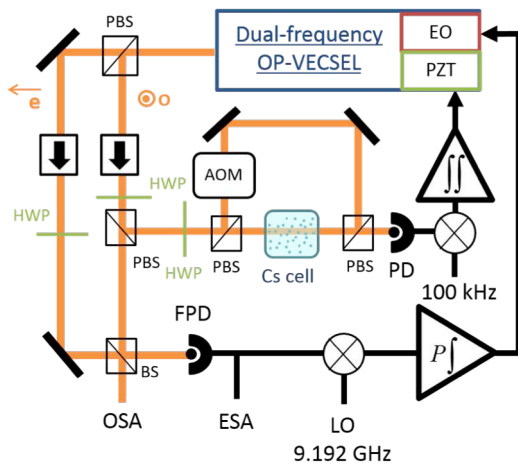 PBS
Dual-frequency
OP-VECSEL
EO
PZT
e
o
HWP
AOM
∬
HWP
PBS
HWP
PBS
Cs cell
PBS
PD
100 kHz
FPD
P∫
BS
OSA
ESA
LO
9.192 GHz